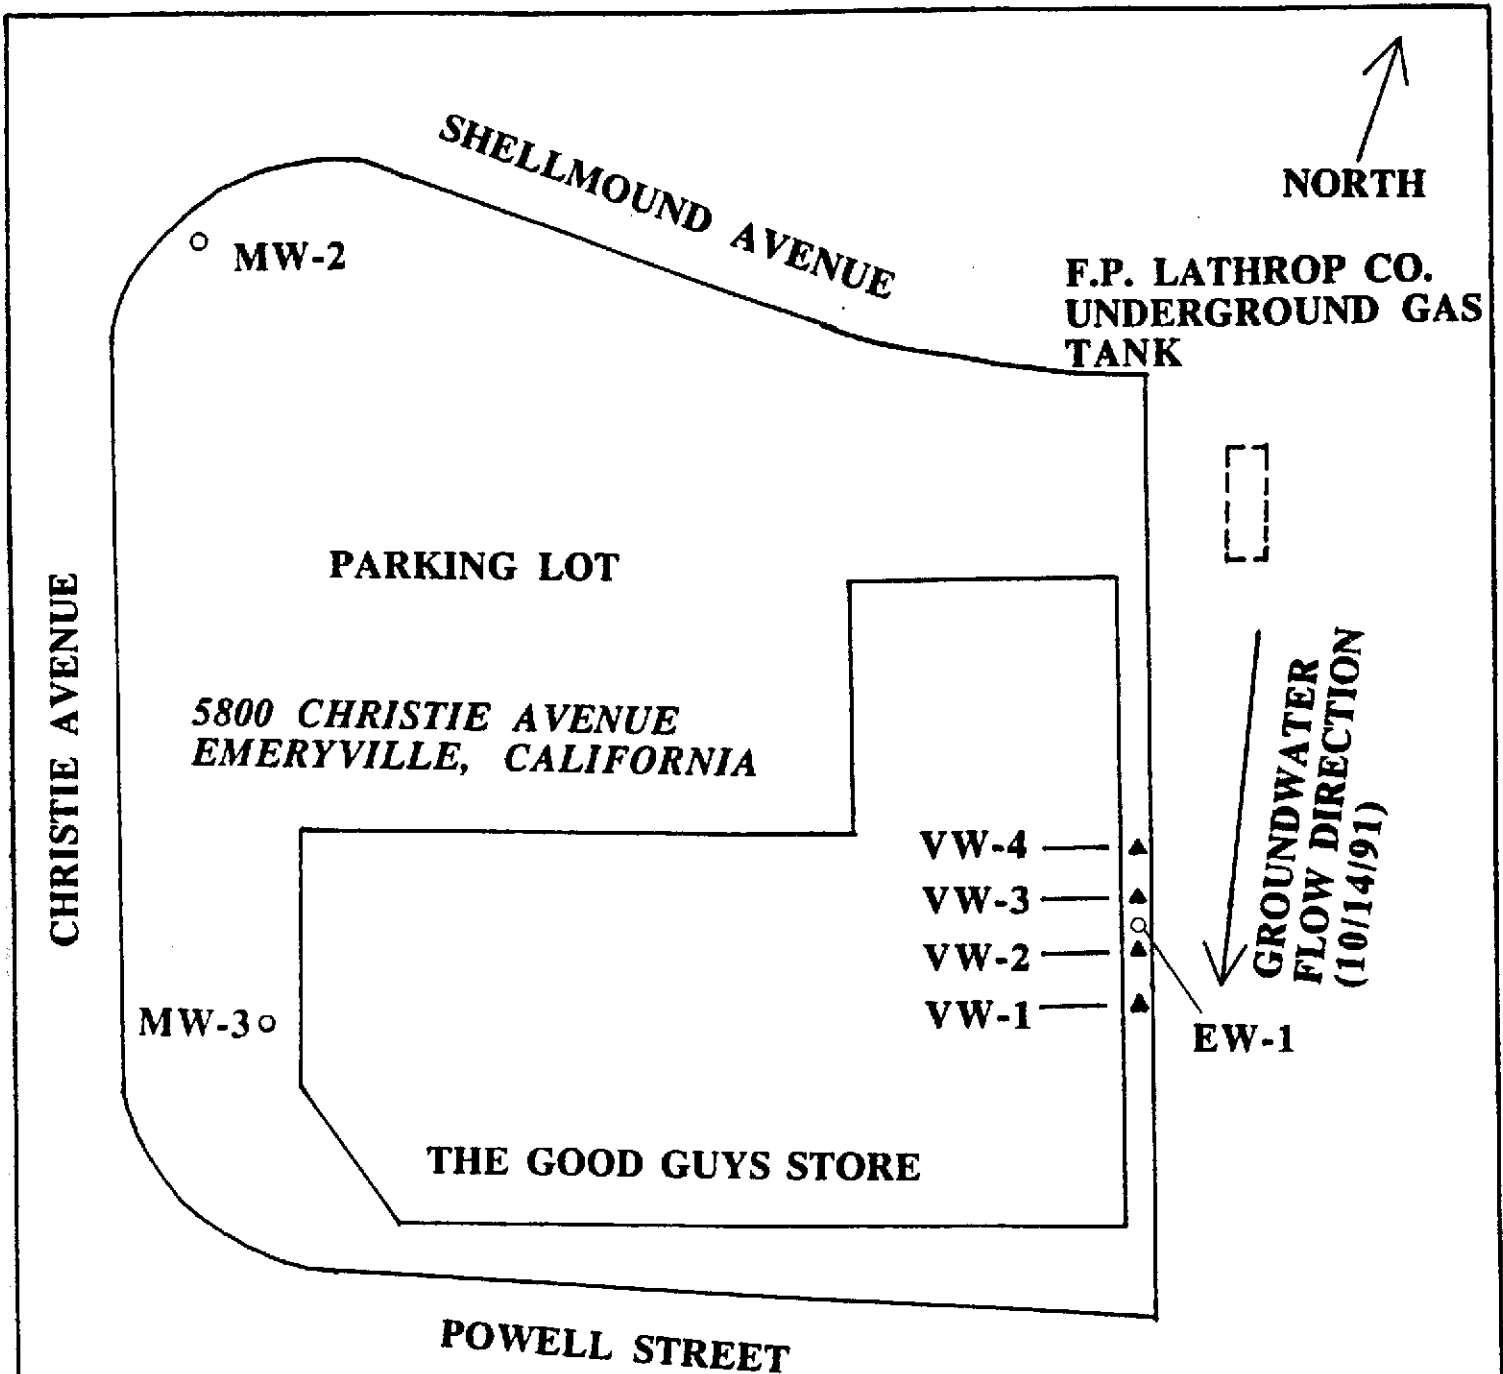 SHELLMOUND AVENUE
NORTH
MW-2
F.P. LATHROP CO.
UNDERGROUND GAS
TANK
PARKING LOT
CHRISTIE AVENUE
5800 CHRISTIE AVENUE
EMERYVILLE, CALIFORNIA
GROUNDWATER
FLOW DIRECTION
(10/14/91)
VW-4
VW-3
VW-2
VW-1
MW-3
EW-1
THE GOOD GUYS STORE
POWELL STREET